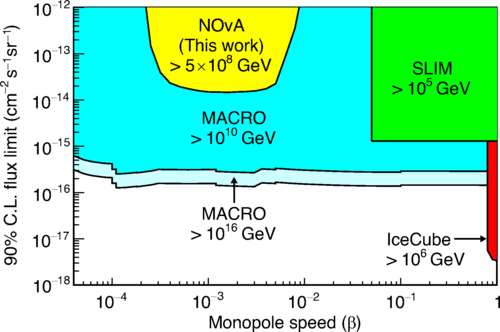 90% C.L. flux limit (cm⁻² s⁻¹sr⁻¹)
10⁻¹²
10⁻¹³
10⁻¹⁴
10⁻¹⁵
10⁻¹⁶
10⁻¹⁷
10⁻¹⁸
NOvA
(This work)
> 5×10⁸ GeV
SLIM
> 10⁵ GeV
MACRO
> 10¹⁰ GeV
MACRO
> 10¹⁶ GeV
IceCube
> 10⁶ GeV
10⁻⁴
10⁻³
10⁻²
10⁻¹
1
Monopole speed (β)